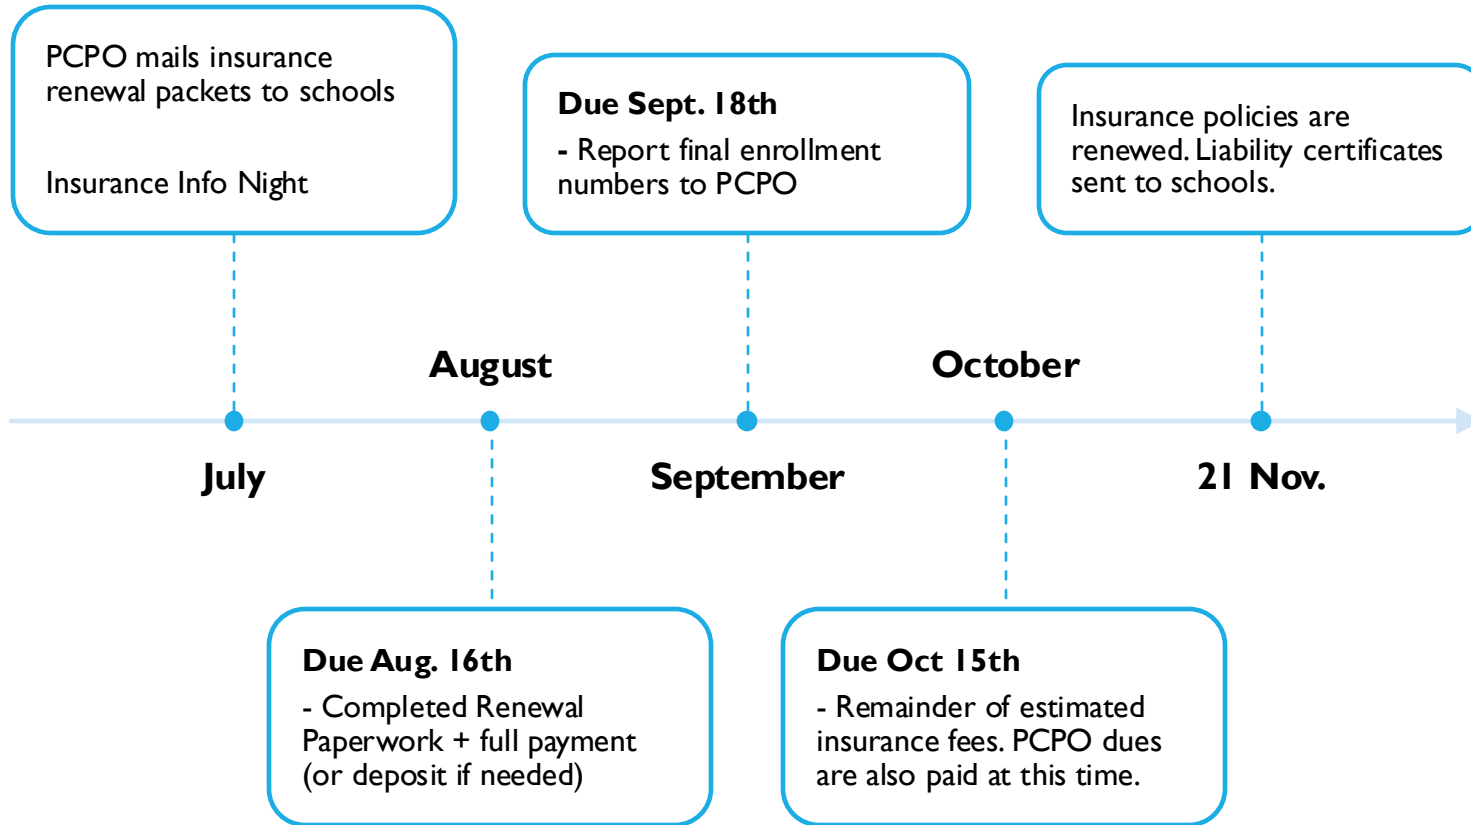 PCPO mails insurance
renewal packets to schools
Insurance Info Night
Due Sept. 18th
- Report final enrollment
numbers to PCPO
Insurance policies are
renewed. Liability certificates
sent to schools.
August
October
July
September
21 Nov.
Due Aug. 16th
- Completed Renewal
Paperwork + full payment
(or deposit if needed)
Due Oct 15th
- Remainder of estimated
insurance fees. PCPO dues
are also paid at this time.